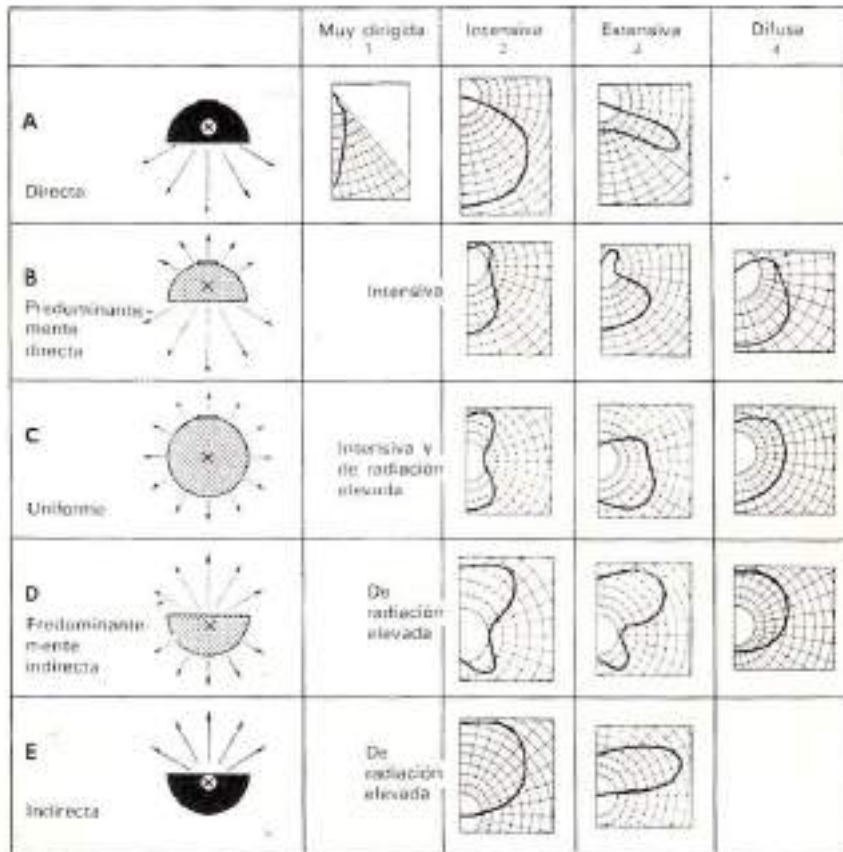 Muy dirigida
1
Intensiva
2
Extensiva
3
Difusa
4
A
Directa
B
Predominante-
mente
directa
Intensiva
C
Uniforme
Intensiva y
de radiación
elevada
D
Predominante
mente
indirecta
De
radiación
elevada
E
Indirecta
De
radiación
elevada